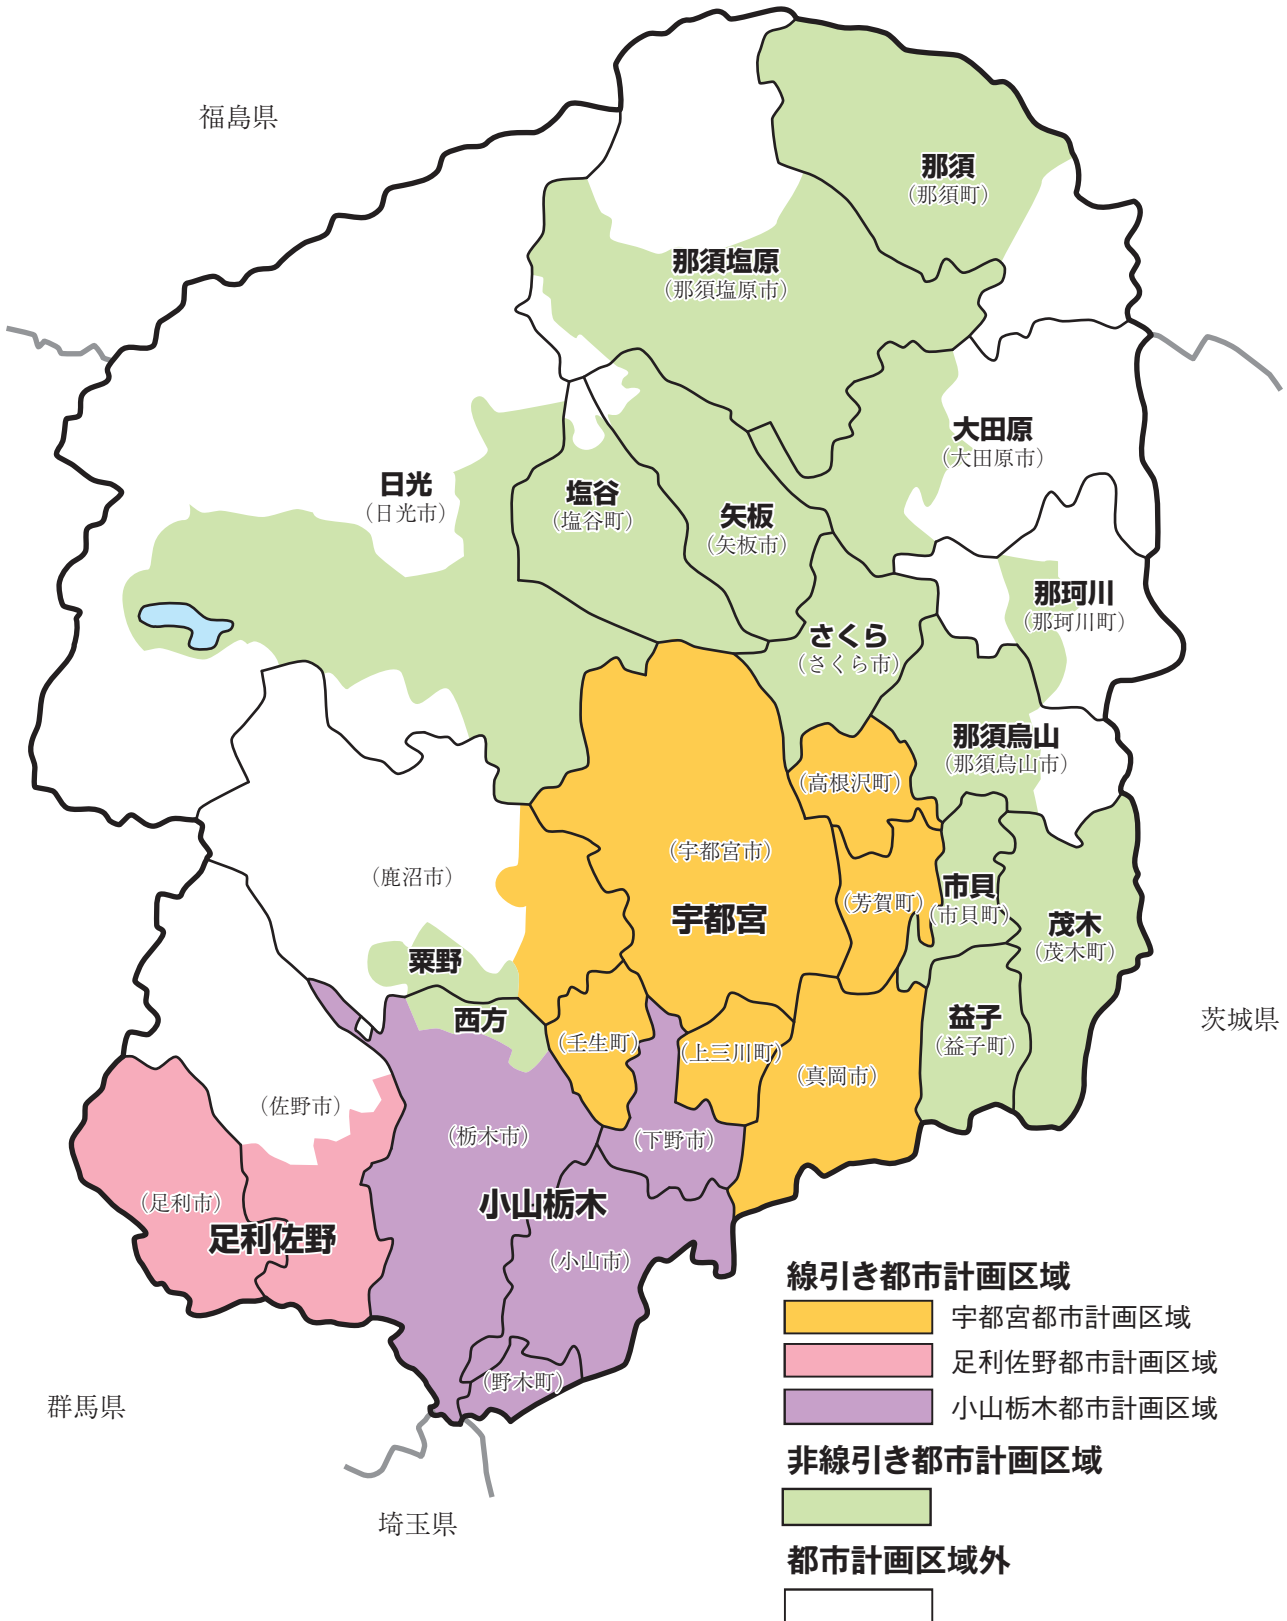 福島県
那須
（那須町）
那須塩原
（那須塩原市）
大田原
（大田原市）
日光
（日光市）
塩谷
（塩谷町）
矢板
（矢板市）
那珂川
（那珂川町）
さくら
（さくら市）
那須烏山
（那須烏山市）
（高根沢町）
（宇都宮市）
宇都宮
（鹿沼市）
（芳賀町）
市貝
（市貝町）
茂木
（茂木町）
粟野
西方
益子
（益子町）
茨城県
（壬生町）
（上三川町）
（真岡市）
（佐野市）
（栃木市）
（下野市）
（足利市）
足利佐野
小山栃木
（小山市）
（野木町）
群馬県
埼玉県
線引き都市計画区域
宇都宮都市計画区域
足利佐野都市計画区域
小山栃木都市計画区域
非線引き都市計画区域
都市計画区域外